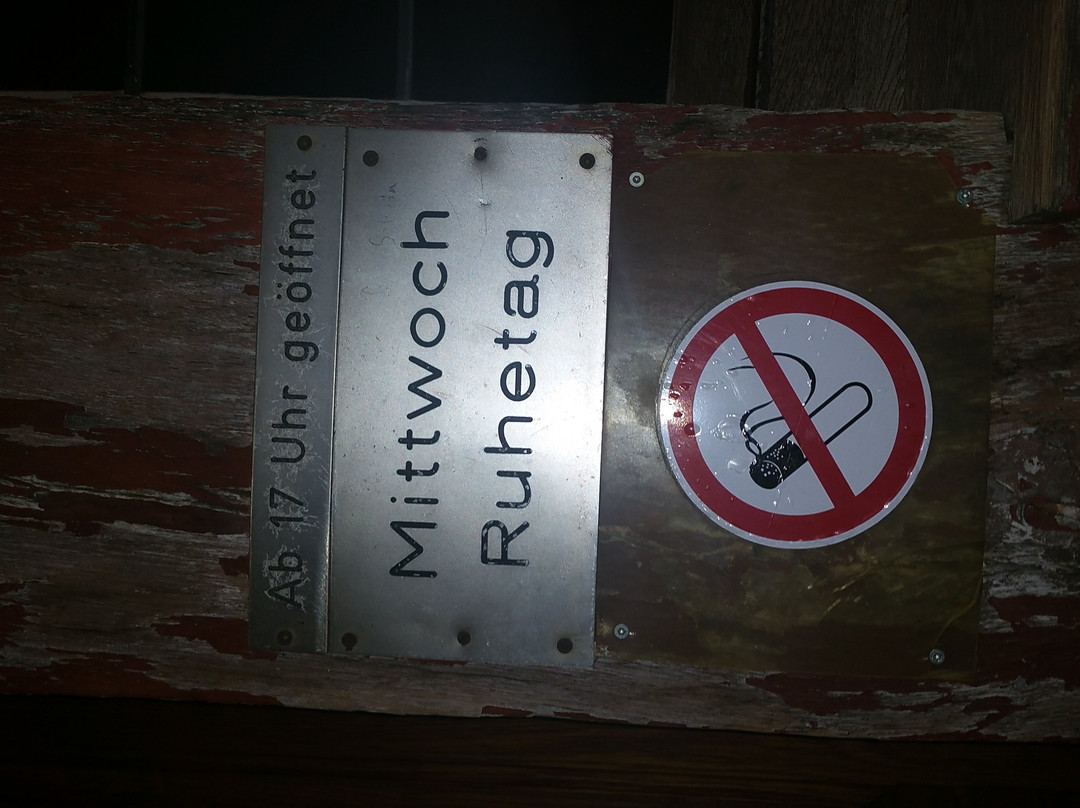 Ab 17 Uhr geöffnet
Mittwoch
Ruhetag